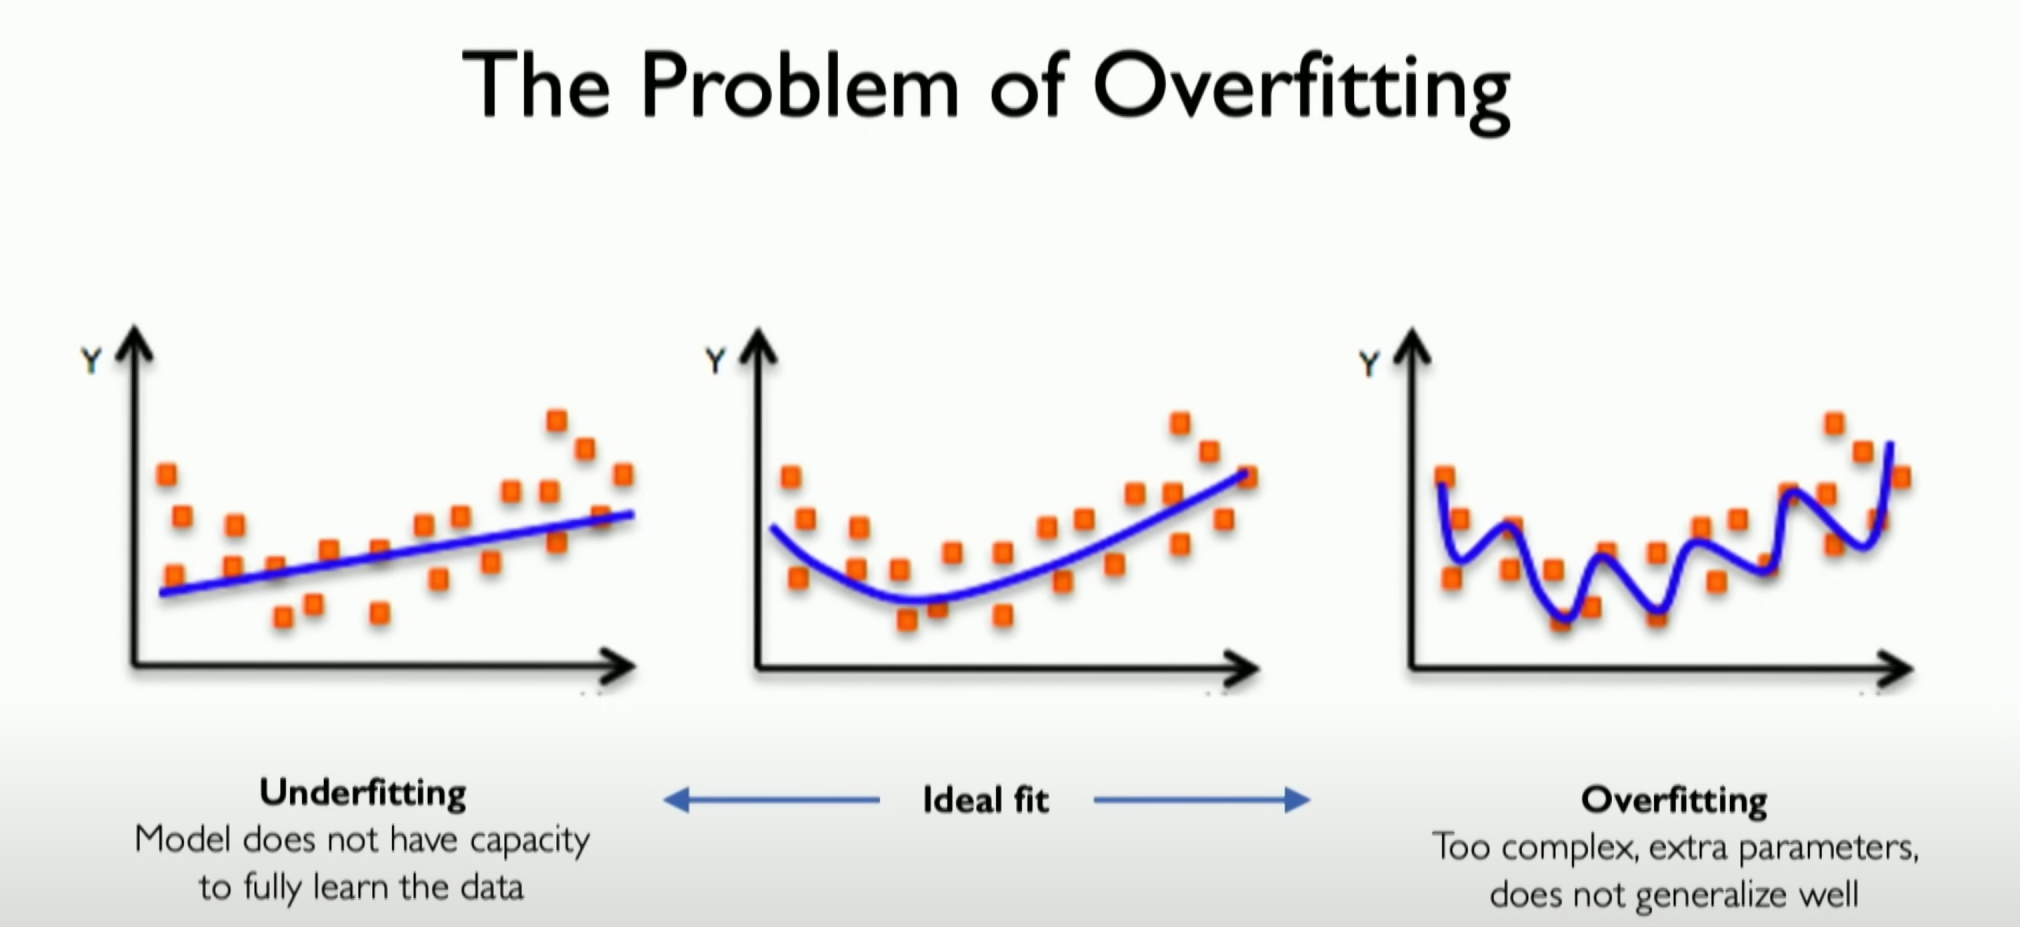 The Problem of Overfitting
Y
Y
Y
Underfitting
Model does not have capacity
to fully learn the data
Ideal fit
Overfitting
Too complex, extra parameters,
does not generalize well